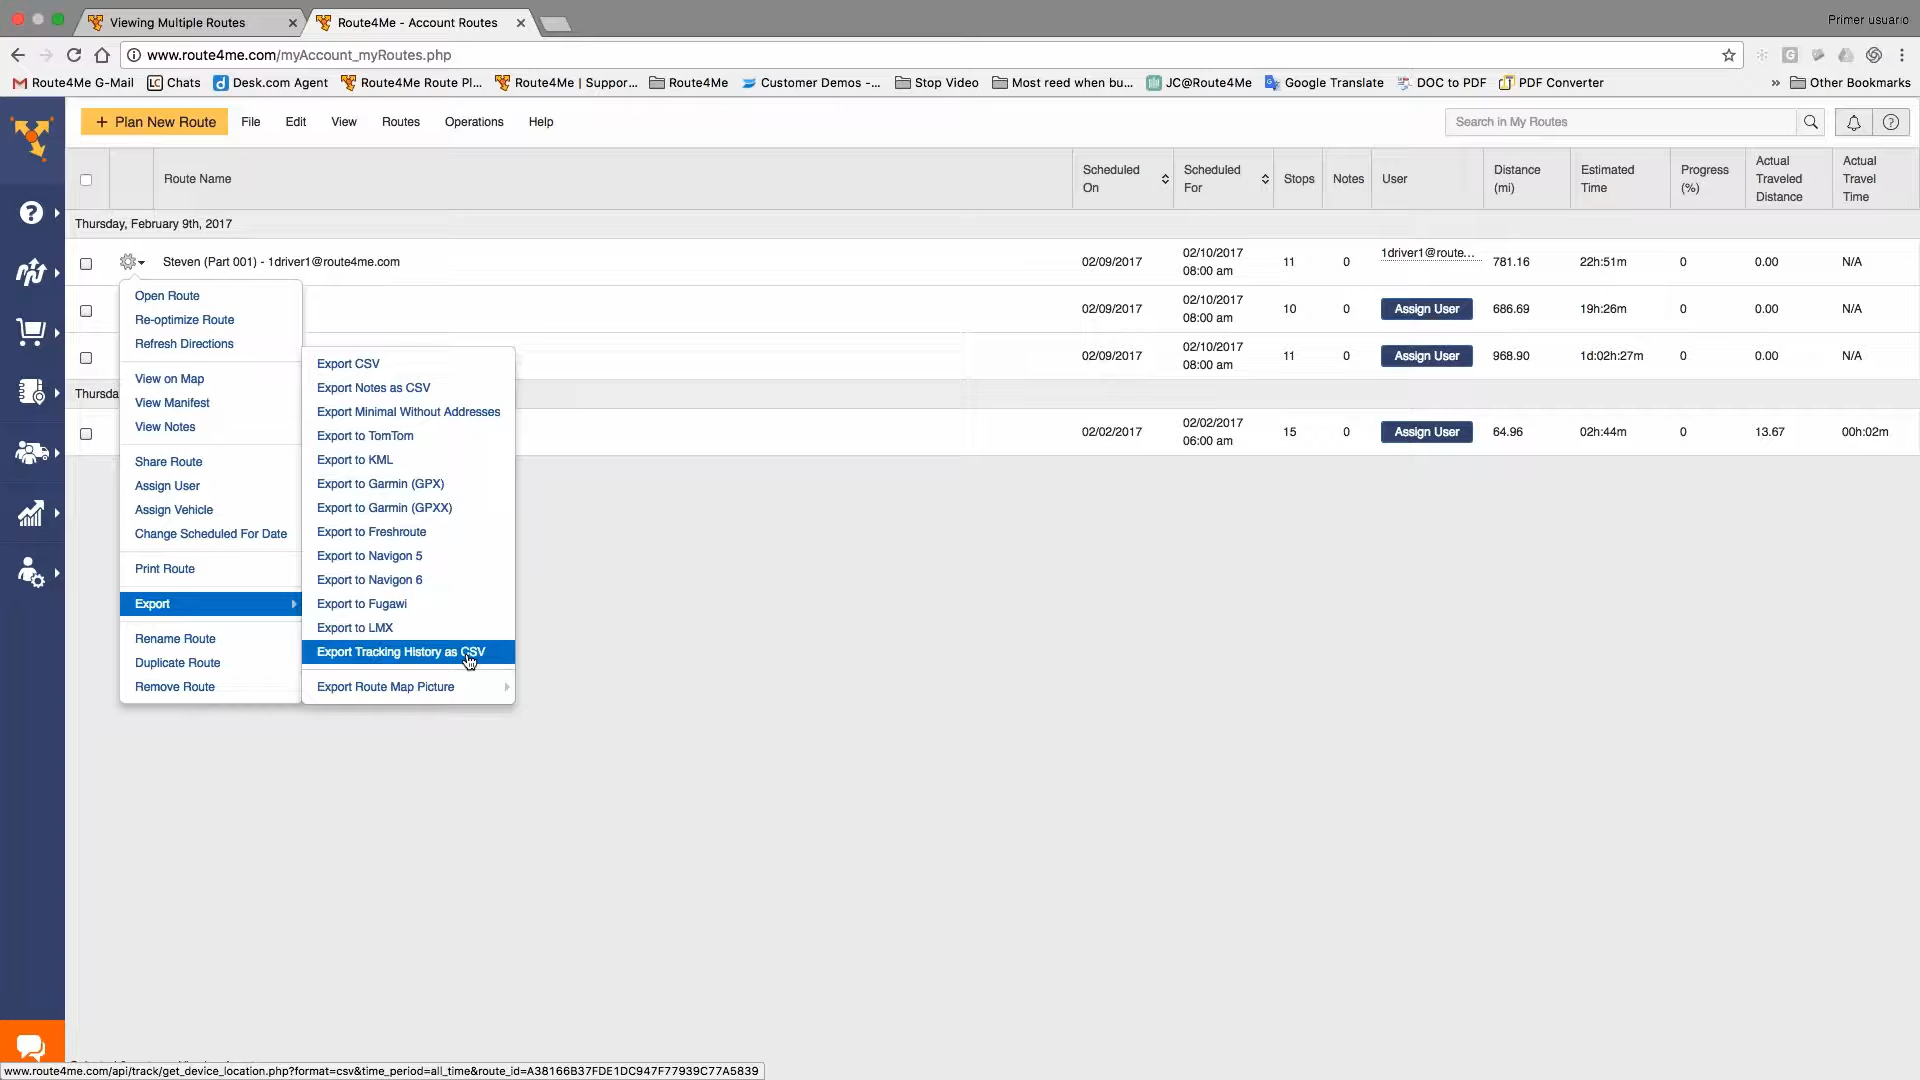 Viewing Multiple Routes
Route4Me - Account Routes
Primer usuario
www.route4me.com/myAccount_myRoutes.php
Route4Me G-Mail
Chats
Desk.com Agent
Route4Me Route Pl...
Route4Me | Suppor...
Route4Me
Customer Demos -...
Stop Video
Most reed when bu...
JC@Route4Me
Google Translate
DOC to PDF
PDF Converter
» Other Bookmarks
+ Plan New Route
File
Edit
View
Routes
Operations
Help
Search in My Routes
Route Name
Scheduled On
Scheduled For
Stops
Notes
User
Distance (mi)
Estimated Time
Progress (%)
Actual Traveled Distance
Actual Travel Time
Thursday, February 9th, 2017
Steven (Part 001) - 1driver1@route4me.com
02/09/2017
02/10/2017 08:00 am
11
0
1driver1@route...
781.16
22h:51m
0
0.00
N/A
02/09/2017
02/10/2017 08:00 am
10
0
Assign User
686.69
19h:26m
0
0.00
N/A
02/09/2017
02/10/2017 08:00 am
11
0
Assign User
968.90
1d:02h:27m
0
0.00
N/A
Thursda
02/02/2017
02/02/2017 06:00 am
15
0
Assign User
64.96
02h:44m
0
13.67
00h:02m
Open Route
Re-optimize Route
Refresh Directions
View on Map
View Manifest
View Notes
Share Route
Assign User
Assign Vehicle
Change Scheduled For Date
Print Route
Export
Rename Route
Duplicate Route
Remove Route
Export CSV
Export Notes as CSV
Export Minimal Without Addresses
Export to TomTom
Export to KML
Export to Garmin (GPX)
Export to Garmin (GPXX)
Export to Freshroute
Export to Navigon 5
Export to Navigon 6
Export to Fugawi
Export to LMX
Export Tracking History as CSV
Export Route Map Picture
www.route4me.com/api/track/get_device_location.php?format=csv&time_period=all_time&route_id=A38166B37FDE1DC947F77939C77A5839